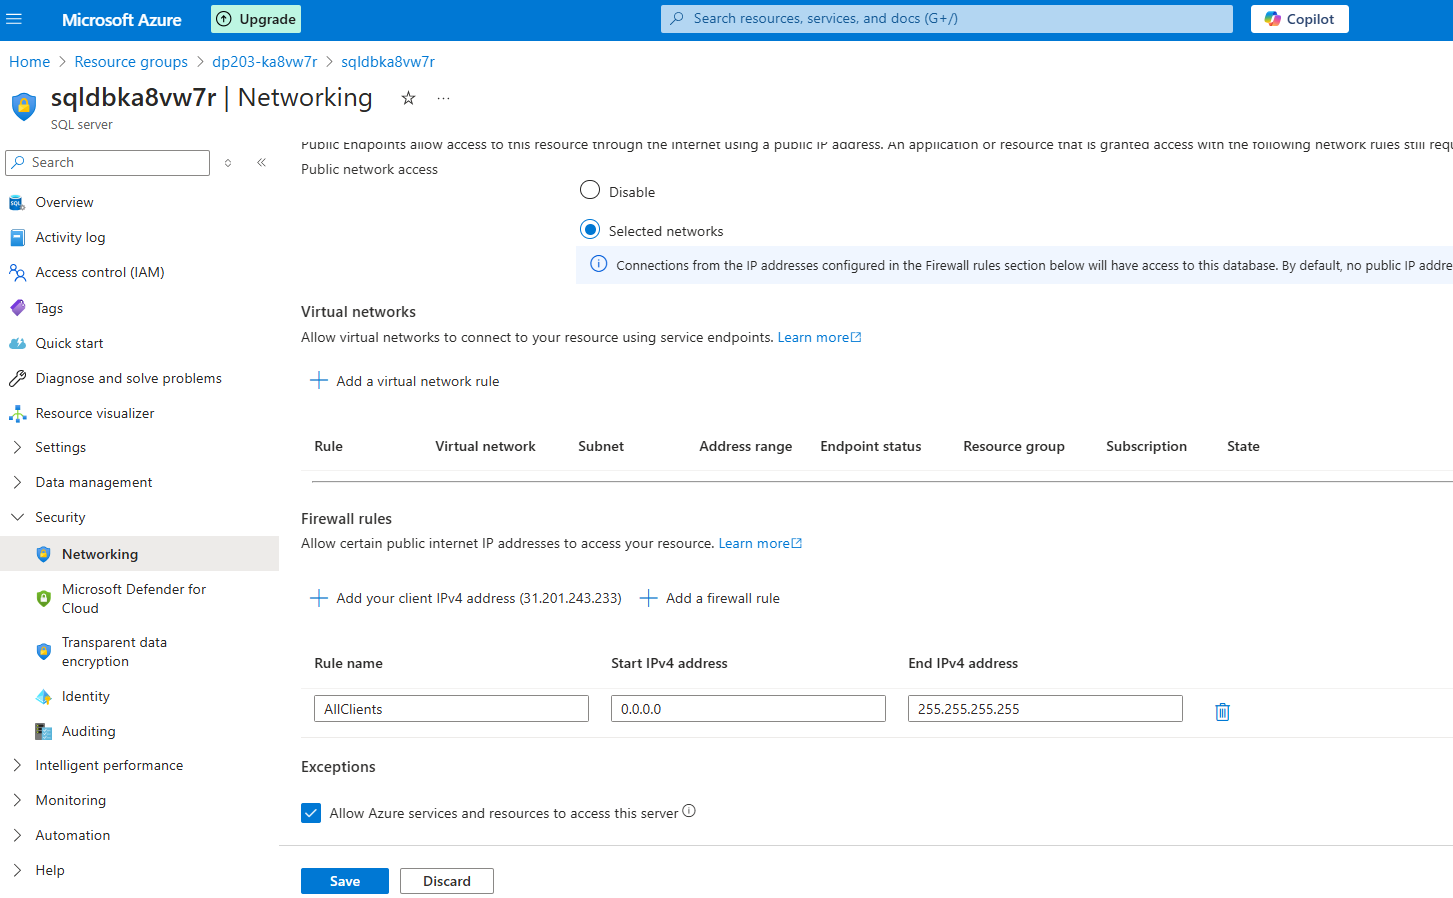 Microsoft Azure
Upgrade
Search resources, services, and docs (G+/)
Copilot
Home > Resource groups > dp203-ka8vw7r > sqldbka8vw7r
sqldbka8vw7r | Networking
SQL server
Search
Overview
Activity log
Access control (IAM)
Tags
Quick start
Diagnose and solve problems
Resource visualizer
Settings
Data management
Security
Networking
Microsoft Defender for
Cloud
Transparent data
encryption
Identity
Auditing
Intelligent performance
Monitoring
Automation
Help
Public Endpoints allow access to this resource through the internet using a public IP address. An application or resource that is granted access with the following network rules still requ
Public network access
Disable
Selected networks
Connections from the IP addresses configured in the Firewall rules section below will have access to this database. By default, no public IP addre
Virtual networks
Allow virtual networks to connect to your resource using service endpoints. Learn more
Add a virtual network rule
Rule Virtual network Subnet Address range Endpoint status Resource group Subscription State
Firewall rules
Allow certain public internet IP addresses to access your resource. Learn more
Add your client IPv4 address (31.201.243.233) Add a firewall rule
Rule name Start IPv4 address End IPv4 address
AllClients 0.0.0.0 255.255.255.255
Exceptions
Allow Azure services and resources to access this server
Save Discard